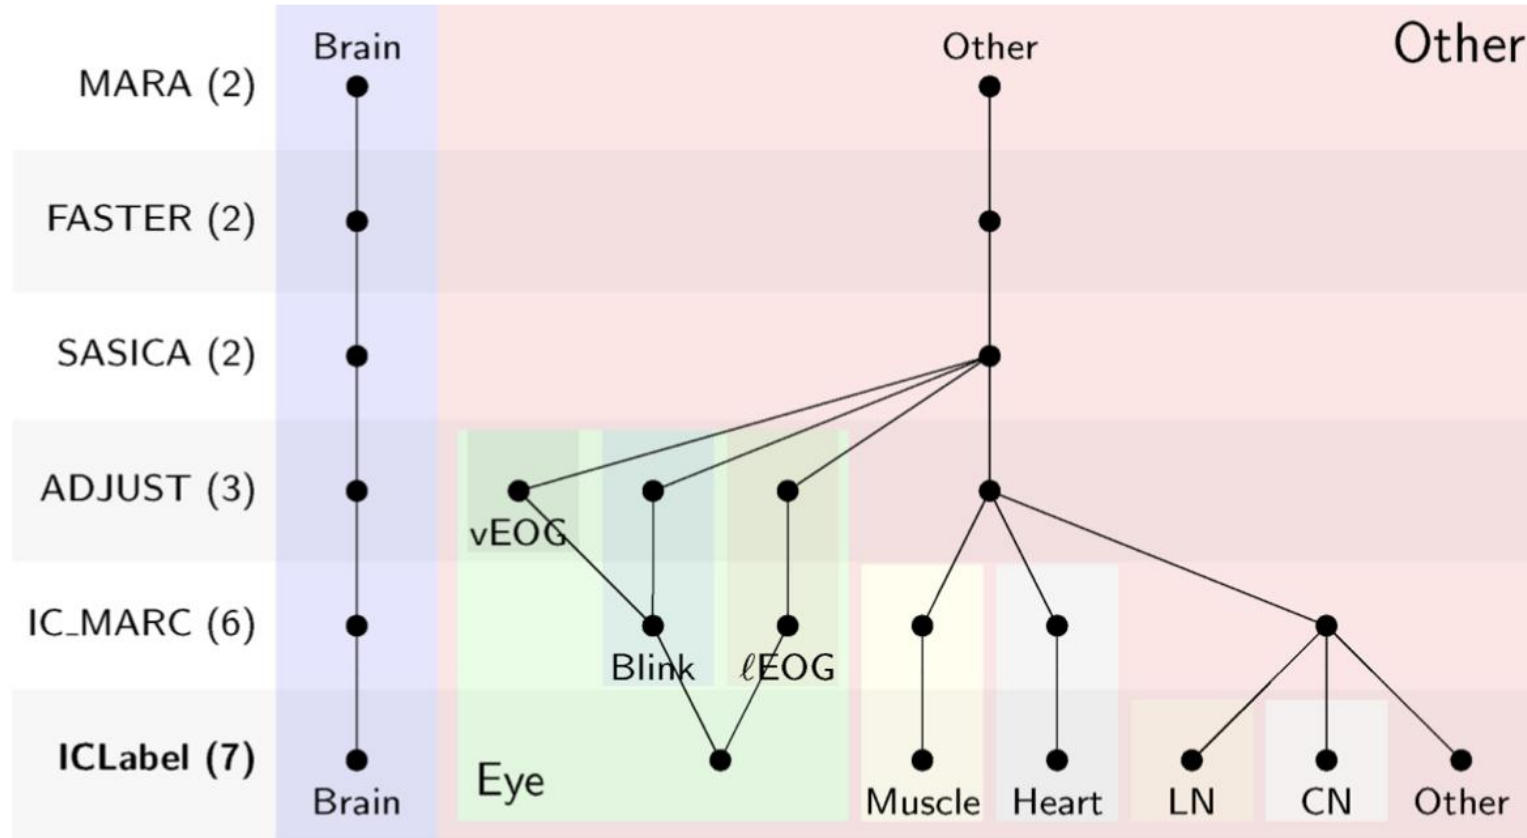 Brain
Other
Other
MARA (2)
FASTER (2)
SASICA (2)
ADJUST (3)
vEOG
IC_MARC (6)
Blink
ℓEOG
ICLabel (7)
Eye
Brain
Muscle
Heart
LN
CN
Other